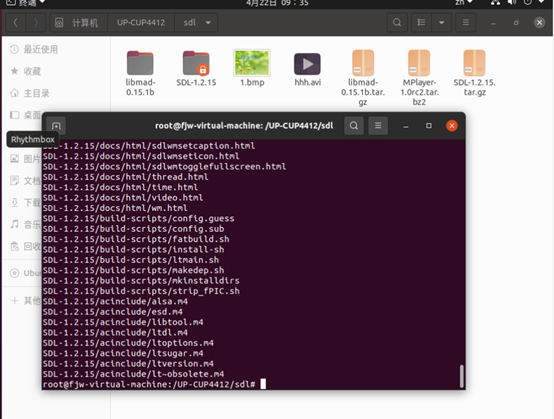 终端
4月22日 09：35
zh
计算机
UP-CUP4412
sdl
最近使用
收藏
主目录
桌面
Rhythmbox
图片
文档
下载
音乐
回收
Ubun
其他
libmad-0.15.1b
SDL-1.2.15
1.bmp
hhh.avi
libmad-0.15.1b.tar.gz
MPlayer-1.0rc2.tar.bz2
SDL-1.2.15.tar.gz
root@fjw-virtual-machine: /UP-CUP4412/sdl
SDL-1.2.15/docs/html/sdlwmsetcaption.html
SDL-1.2.15/docs/html/sdlwmseticon.html
SDL-1.2.15/docs/html/sdlwmtogglefullscreen.html
SDL-1.2.15/docs/html/thread.html
SDL-1.2.15/docs/html/time.html
SDL-1.2.15/docs/html/video.html
SDL-1.2.15/docs/html/wm.html
SDL-1.2.15/build-scripts/config.guess
SDL-1.2.15/build-scripts/config.sub
SDL-1.2.15/build-scripts/fatbuild.sh
SDL-1.2.15/build-scripts/install-sh
SDL-1.2.15/build-scripts/ltmain.sh
SDL-1.2.15/build-scripts/makedep.sh
SDL-1.2.15/build-scripts/mkinstalldirs
SDL-1.2.15/build-scripts/strip_fPIC.sh
SDL-1.2.15/acinclude/alsa.m4
SDL-1.2.15/acinclude/esd.m4
SDL-1.2.15/acinclude/libtool.m4
SDL-1.2.15/acinclude/ltdl.m4
SDL-1.2.15/acinclude/ltoptions.m4
SDL-1.2.15/acinclude/ltsugar.m4
SDL-1.2.15/acinclude/ltversion.m4
SDL-1.2.15/acinclude/lt~obsolete.m4
root@fjw-virtual-machine:/UP-CUP4412/sdl#